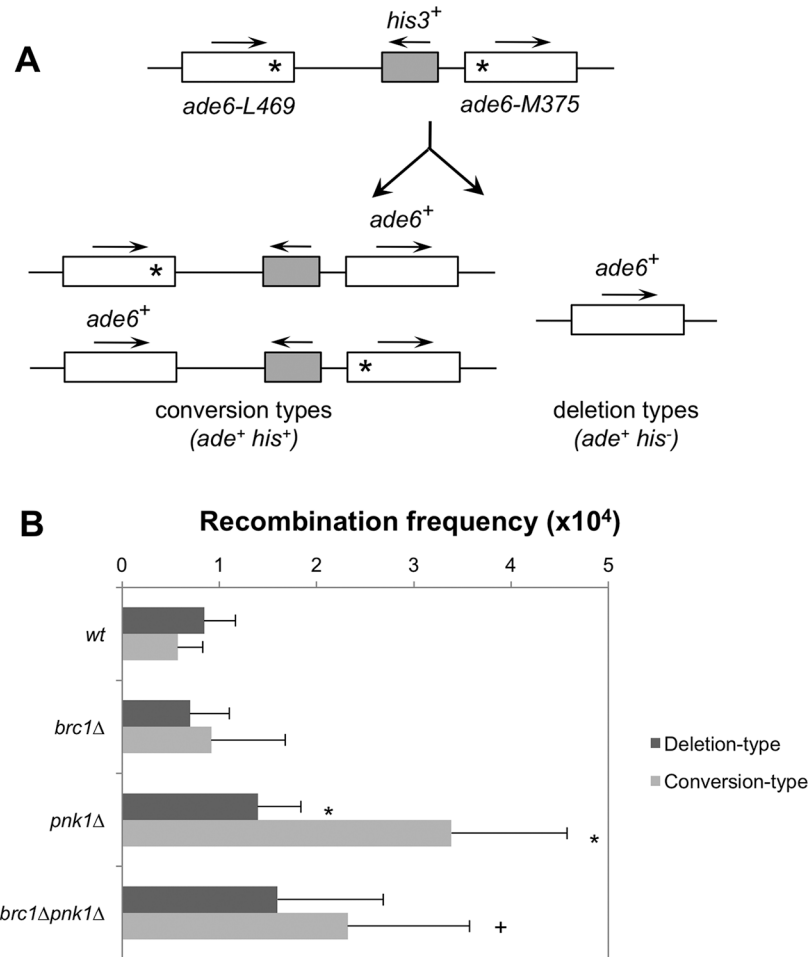 A
his3+
*
*
ade6-L469
ade6-M375
ade6+
*
ade6+
ade6+
*
conversion types
(ade+ his+)
deletion types
(ade+ his-)
B
Recombination frequency (x10⁴)
0 1 2 3 4 5
wt
brc1Δ
pnk1Δ
*
*
brc1Δpnk1Δ
+
Deletion-type
Conversion-type